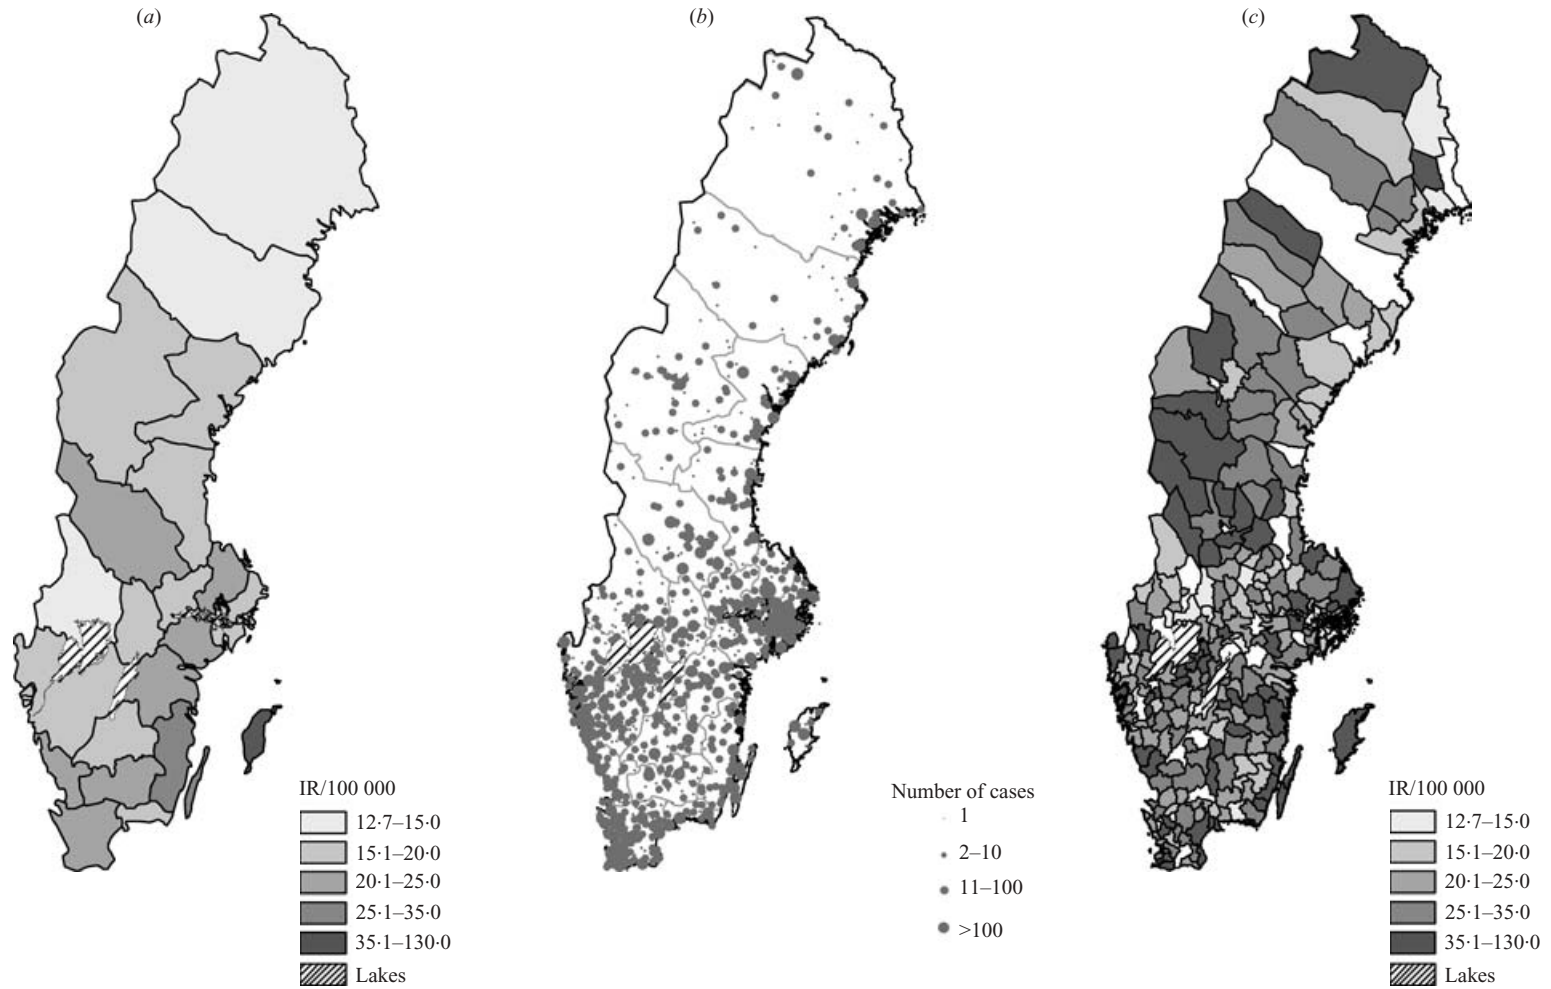 (a)
(b)
(c)
IR/100 000
12·7–15·0
15·1–20·0
20·1–25·0
25·1–35·0
35·1–130·0
Lakes
Number of cases
1
2–10
11–100
>100
IR/100 000
12·7–15·0
15·1–20·0
20·1–25·0
25·1–35·0
35·1–130·0
Lakes